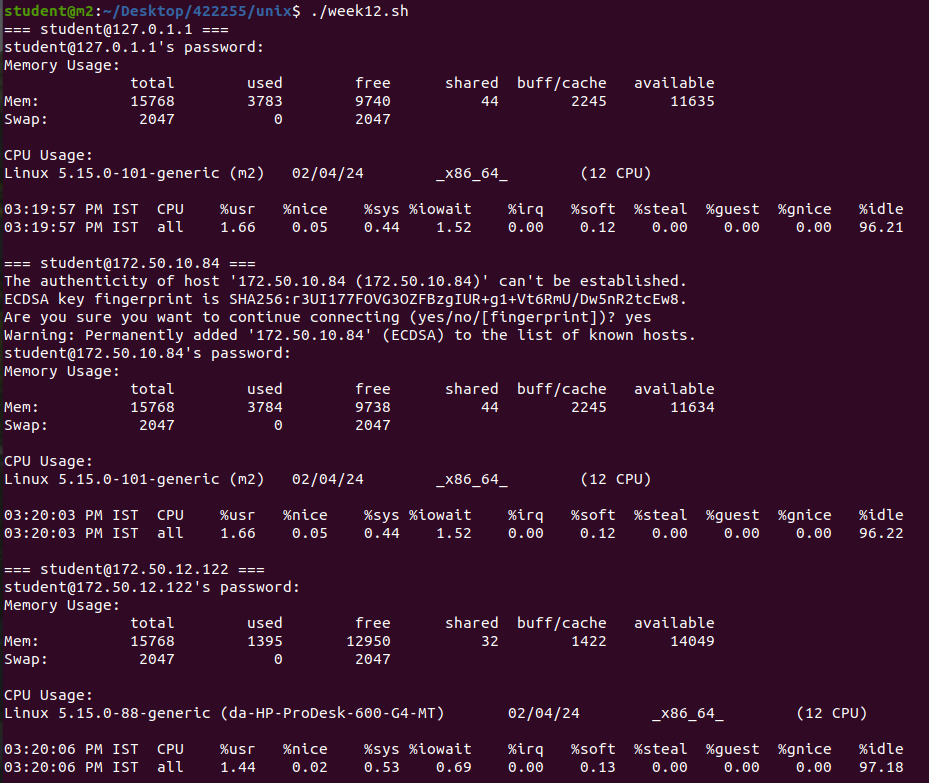 student@m2:~/Desktop/422255/unix$ ./week12.sh
=== student@127.0.1.1 ===
student@127.0.1.1's password:
Memory Usage:
              total        used        free      shared  buff/cache   available
Mem:          15768        3783        9740          44        2245       11635
Swap:          2047           0        2047

CPU Usage:
Linux 5.15.0-101-generic (m2)   02/04/24        _x86_64_        (12 CPU)

03:19:57 PM IST  CPU    %usr   %nice    %sys %iowait    %irq   %soft  %steal  %guest  %gnice   %idle
03:19:57 PM IST  all    1.66    0.05    0.44    1.52    0.00    0.12    0.00    0.00    0.00   96.21

=== student@172.50.10.84 ===
The authenticity of host '172.50.10.84 (172.50.10.84)' can't be established.
ECDSA key fingerprint is SHA256:r3UI177FOVG3OZFBzgIUR+g1+Vt6RmU/Dw5nR2tcEw8.
Are you sure you want to continue connecting (yes/no/[fingerprint])? yes
Warning: Permanently added '172.50.10.84' (ECDSA) to the list of known hosts.
student@172.50.10.84's password:
Memory Usage:
              total        used        free      shared  buff/cache   available
Mem:          15768        3784        9738          44        2245       11634
Swap:          2047           0        2047

CPU Usage:
Linux 5.15.0-101-generic (m2)   02/04/24        _x86_64_        (12 CPU)

03:20:03 PM IST  CPU    %usr   %nice    %sys %iowait    %irq   %soft  %steal  %guest  %gnice   %idle
03:20:03 PM IST  all    1.66    0.05    0.44    1.52    0.00    0.12    0.00    0.00    0.00   96.22

=== student@172.50.12.122 ===
student@172.50.12.122's password:
Memory Usage:
              total        used        free      shared  buff/cache   available
Mem:          15768        1395       12950          32        1422       14049
Swap:          2047           0        2047

CPU Usage:
Linux 5.15.0-88-generic (da-HP-ProDesk-600-G4-MT)       02/04/24        _x86_64_        (12 CPU)

03:20:06 PM IST  CPU    %usr   %nice    %sys %iowait    %irq   %soft  %steal  %guest  %gnice   %idle
03:20:06 PM IST  all    1.44    0.02    0.53    0.69    0.00    0.13    0.00    0.00    0.00   97.18